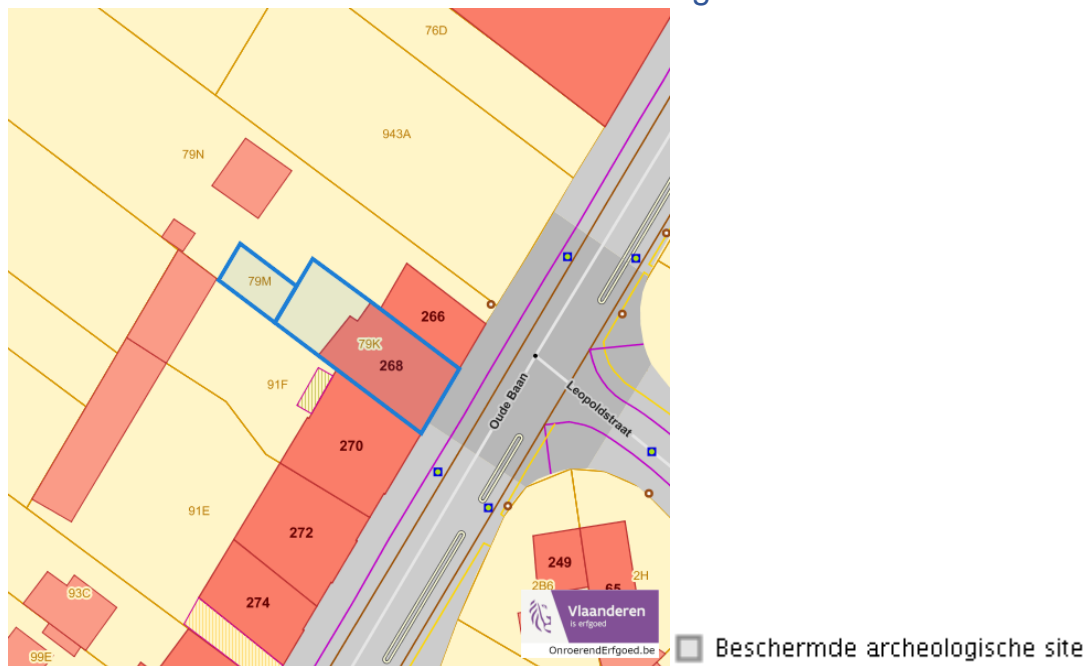 76D
943A
79N
79M
266
79K
268
91F
Oude Baan
Leopoldstraat
270
91E
272
249
2H
2B6
65
93C
274
Vlaanderen
is erfgoed
99E
OnroerendErfgoed.be
Beschermde archeologische site